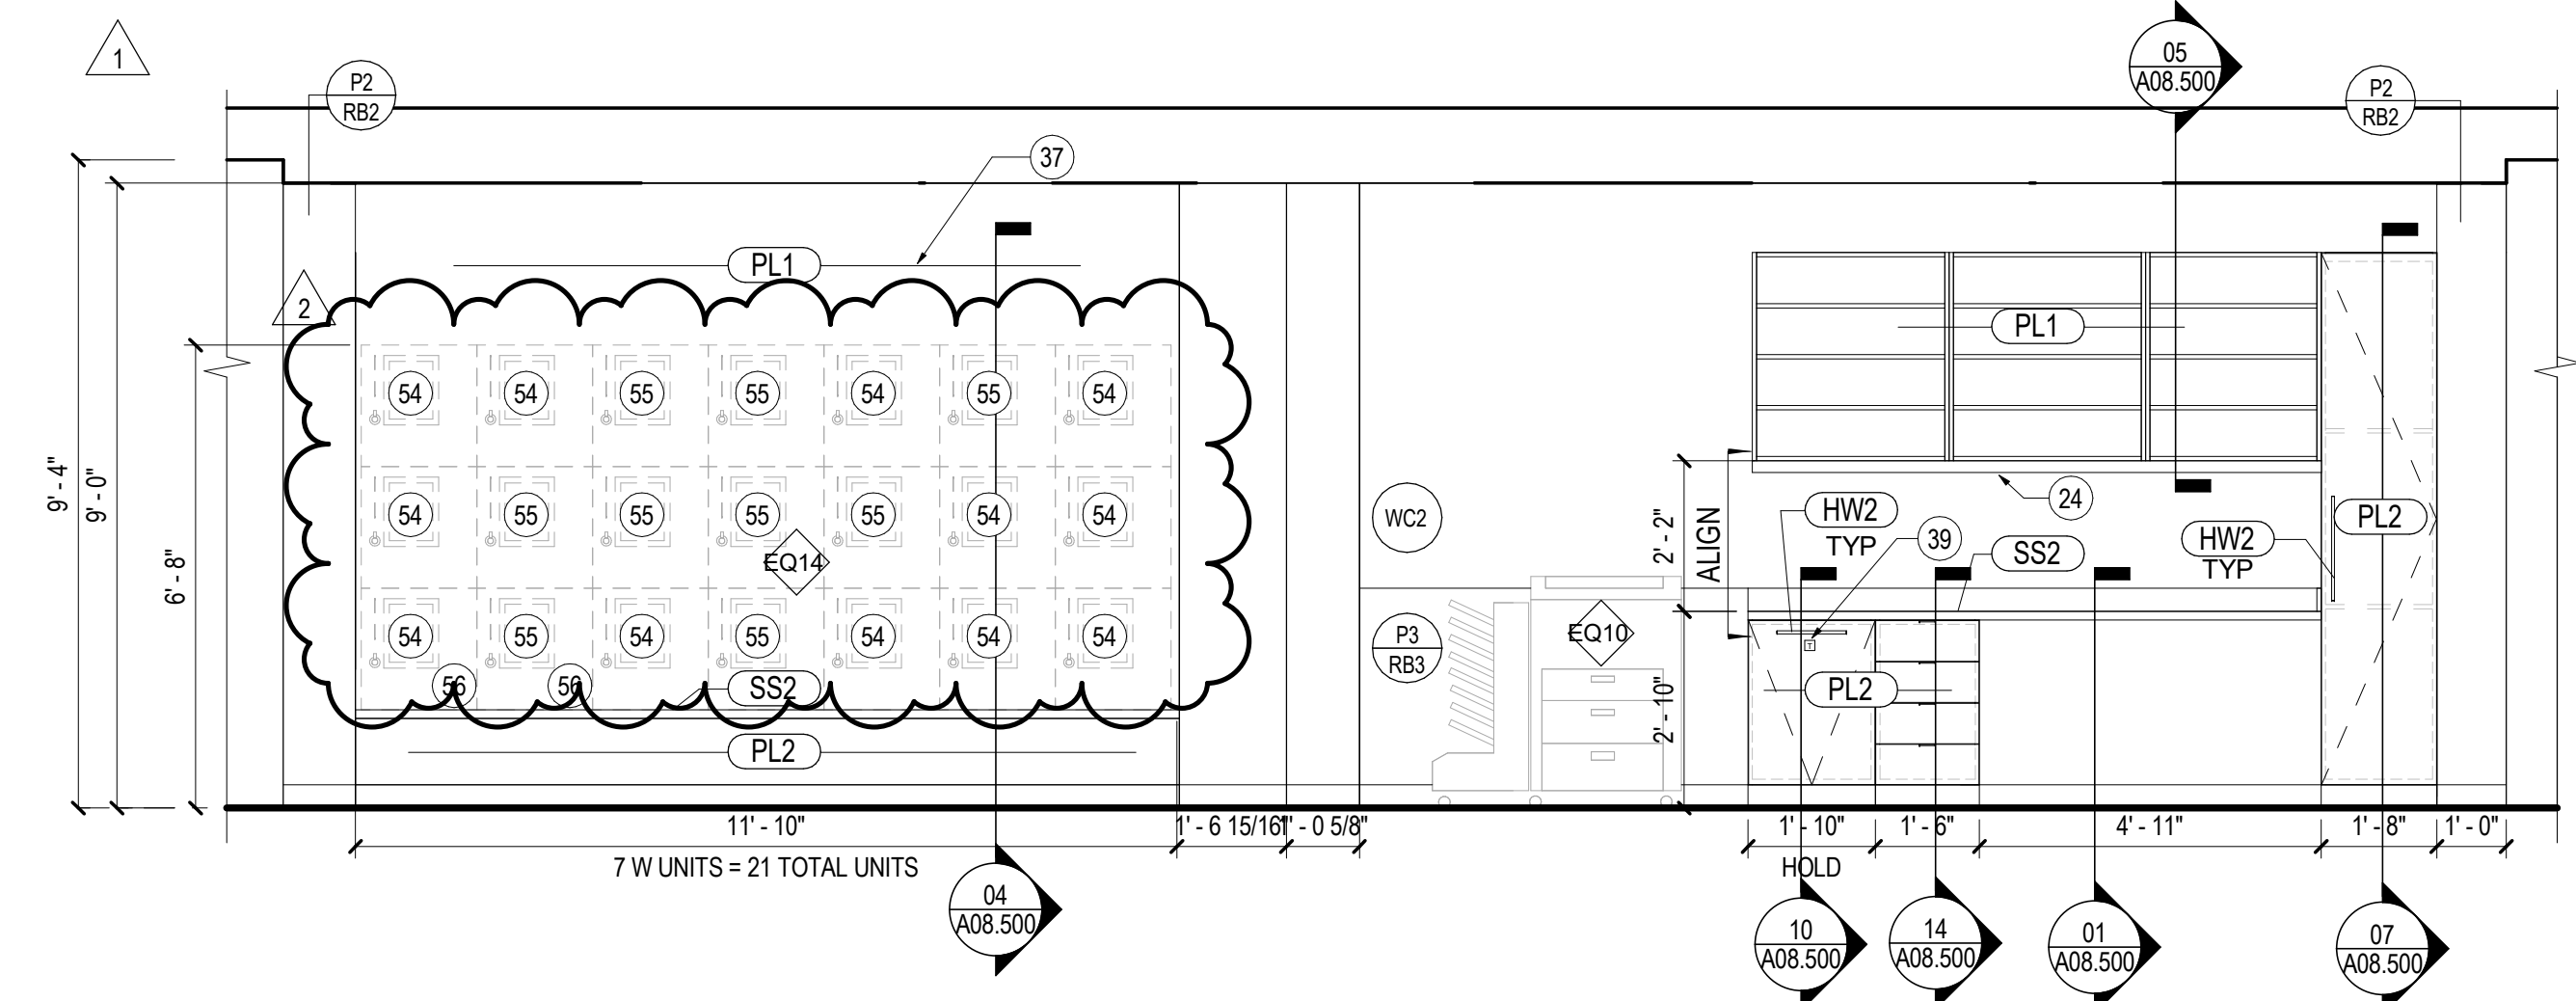 1
P2
RB2
05
A08.500
P2
RB2
37
PL1
2
PL1
9' - 4"
9' - 0"
6' - 8"
54
54
55
55
54
55
54
54
55
55
55
55
54
54
EQ14
54
55
54
55
54
54
54
56
56
SS2
PL2
WC2
P3
RB3
EQ10
2' - 2"
ALIGN
2' - 10"
HW2
TYP
39
24
SS2
HW2
TYP
PL2
T
PL2
11' - 10"
1' - 6 15/16"
1' - 0 5/8"
1' - 10"
1' - 6"
4' - 11"
1' - 8"
1' - 0"
7 W UNITS = 21 TOTAL UNITS
HOLD
04
A08.500
10
A08.500
14
A08.500
01
A08.500
07
A08.500